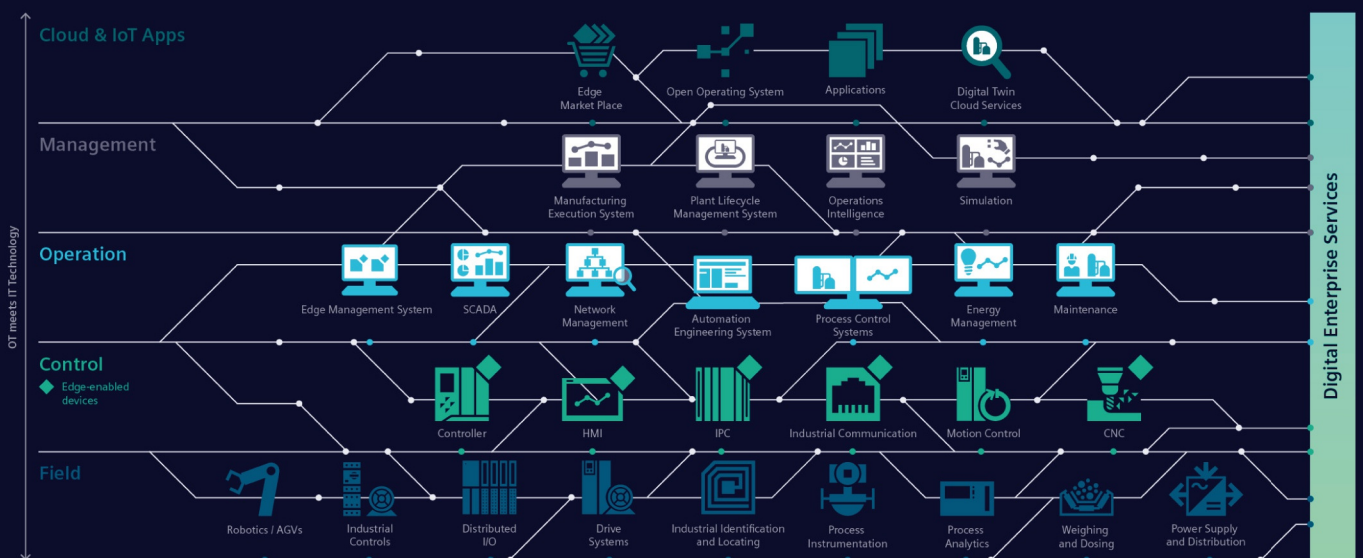 Cloud & IoT Apps
Edge
Market Place
Open Operating System
Applications
Digital Twin
Cloud Services
Management
Manufacturing
Execution System
Plant Lifecycle
Management System
Operations
Intelligence
Simulation
Operation
Edge Management System
SCADA
Network
Management
Automation
Engineering System
Process Control
Systems
Energy
Management
Maintenance
Control
Edge-enabled
devices
Controller
HMI
IPC
Industrial Communication
Motion Control
CNC
Field
Robotics / AGVs
Industrial
Controls
Distributed
I/O
Drive
Systems
Industrial Identification
and Locating
Process
Instrumentation
Process
Analytics
Weighing
and Dosing
Power Supply
and Distribution
OT meets IT Technology
Digital Enterprise Services